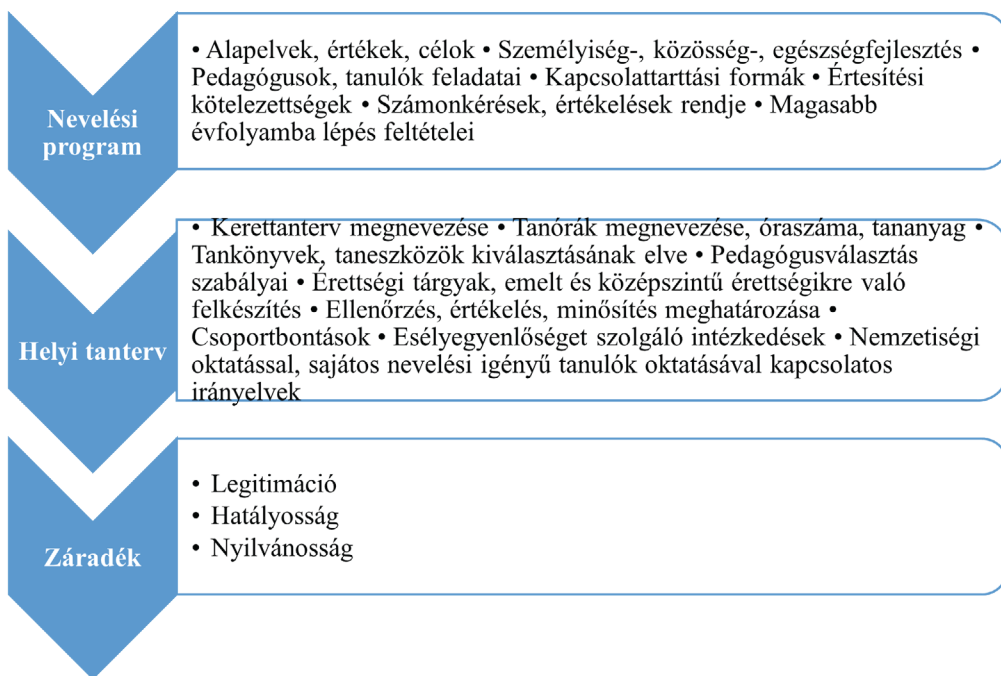 Nevelési
program
• Alapelvek, értékek, célok • Személyiség-, közösség-, egészségfejlesztés •
Pedagógusok, tanulók feladatai • Kapcsolattarttási formák • Értesítési
kötelezettségek • Számonkérések, értékelések rendje • Magasabb
évfolyamba lépés feltételei
Helyi tanterv
• Kerettanterv megnevezése • Tanórák megnevezése, óraszáma, tananyag •
Tankönyvek, taneszközök kiválasztásának elve • Pedagógusválasztás
szabályai • Érettségi tárgyak, emelt és középszintű érettségikre való
felkészítés • Ellenőrzés, értékelés, minősítés meghatározása •
Csoportbontások • Esélyegyenlőséget szolgáló intézkedések • Nemzetiségi
oktatással, sajátos nevelési igényű tanulók oktatásával kapcsolatos
irányelvek
Záradék
• Legitimáció
• Hatályosság
• Nyilvánosság